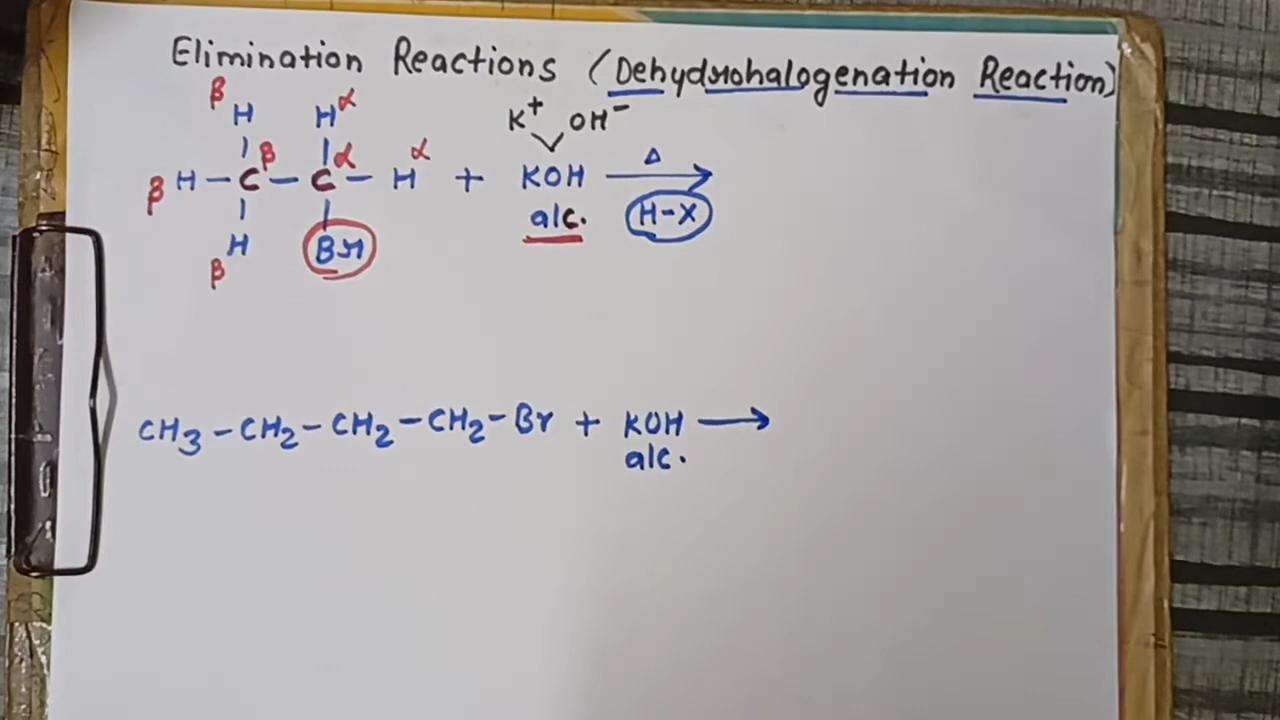 Elimination Reactions (Dehydrohalogenation Reaction)
β H H α K⁺ OH⁻
β H – C β – C α – H α + KOH Δ →
alc. H-X
β H Br
CH₃ – CH₂ – CH₂ – CH₂ – Br + KOH →
alc.